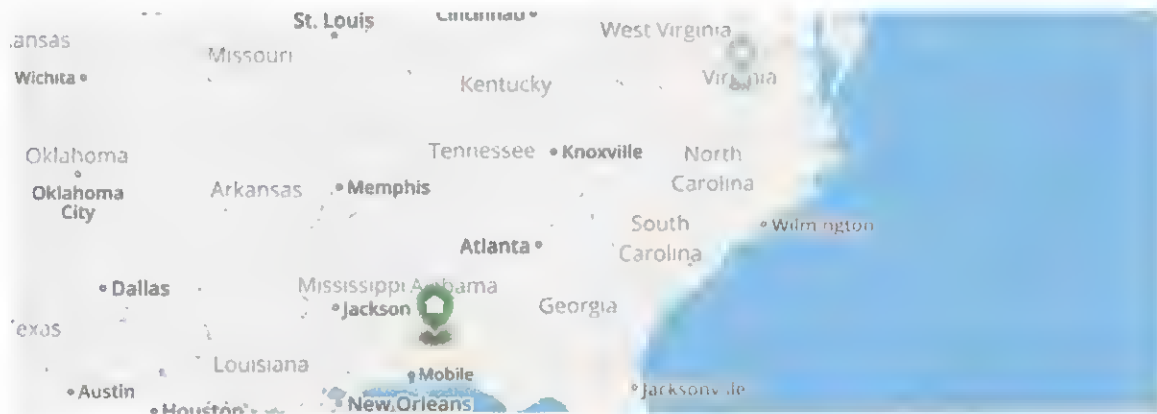 St. Louis
West Virginia
Missouri
Wichita
Kentucky
Oklahoma
Tennessee
Knoxville
North
Carolina
Oklahoma
City
Arkansas
Memphis
South
Carolina
Atlanta
Dallas
Mississippi
Jackson
Georgia
Louisiana
Mobile
Austin
New Orleans